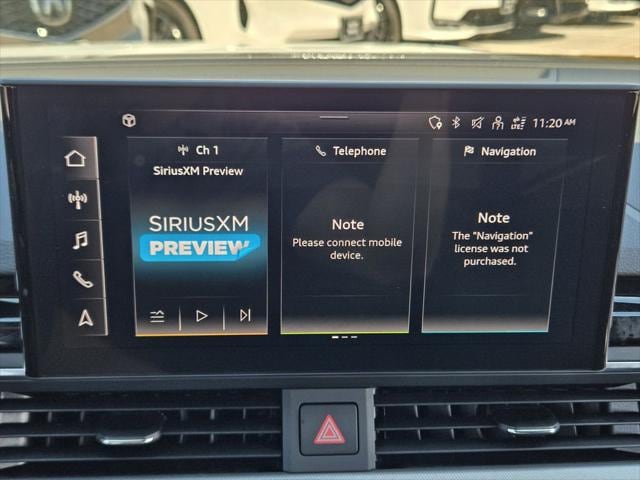 LTE 11:20 AM
Ch 1
SiriusXM Preview
SIRIUSXM
PREVIEW
Telephone
Note
Please connect mobile
device.
Navigation
Note
The "Navigation"
license was not
purchased.